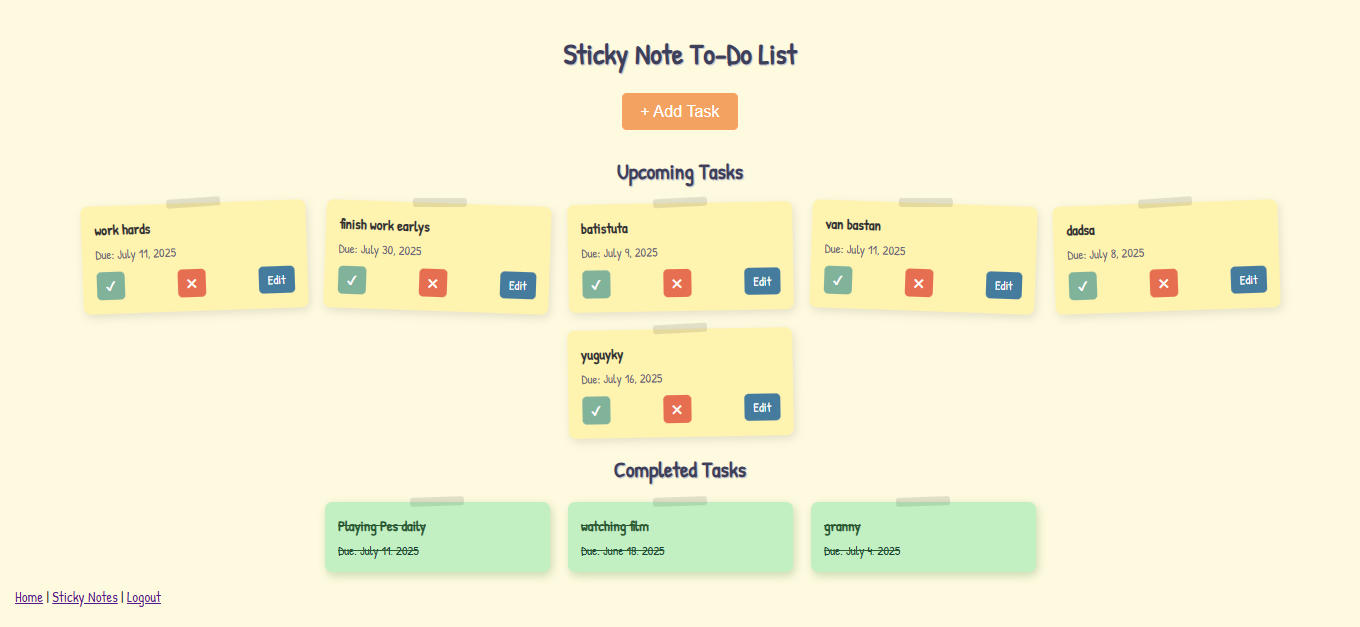 Sticky Note To-Do List
+ Add Task
Upcoming Tasks
work hards
Due: July 11, 2025
✓ ✕ Edit
finish work earlys
Due: July 30, 2025
✓ ✕ Edit
batistuta
Due: July 9, 2025
✓ ✕ Edit
van bastan
Due: July 11, 2025
✓ ✕ Edit
dadsa
Due: July 8, 2025
✓ ✕ Edit
yuguyky
Due: July 16, 2025
✓ ✕ Edit
Completed Tasks
Playing Pes daily
Due: July 11, 2025
watching film
Due: June 18, 2025
granny
Due: July 4, 2025
Home | Sticky Notes | Logout